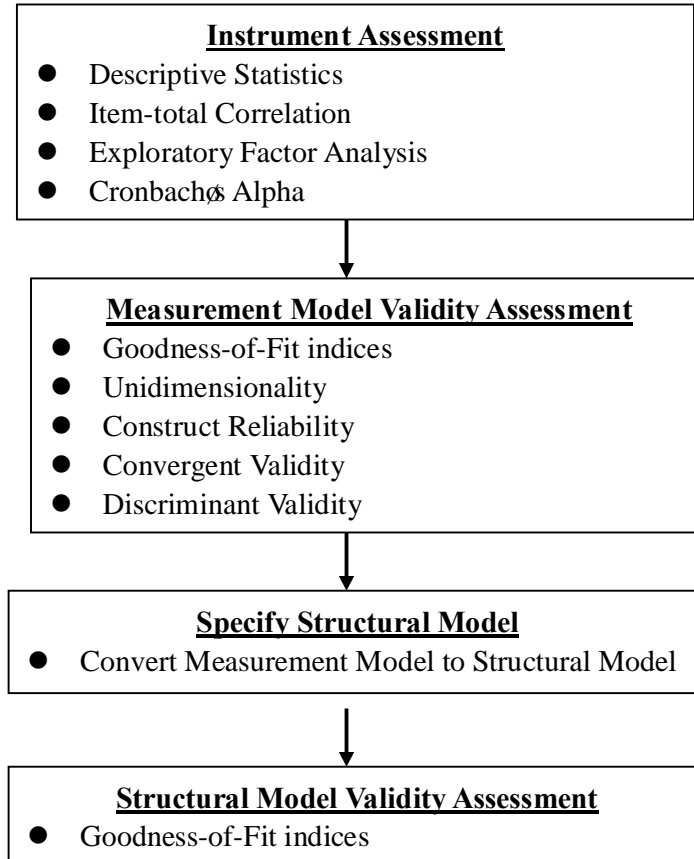 Instrument Assessment
● Descriptive Statistics
● Item-total Correlation
● Exploratory Factor Analysis
● Cronbachøs Alpha
Measurement Model Validity Assessment
● Goodness-of-Fit indices
● Unidimensionality
● Construct Reliability
● Convergent Validity
● Discriminant Validity
Specify Structural Model
● Convert Measurement Model to Structural Model
Structural Model Validity Assessment
● Goodness-of-Fit indices